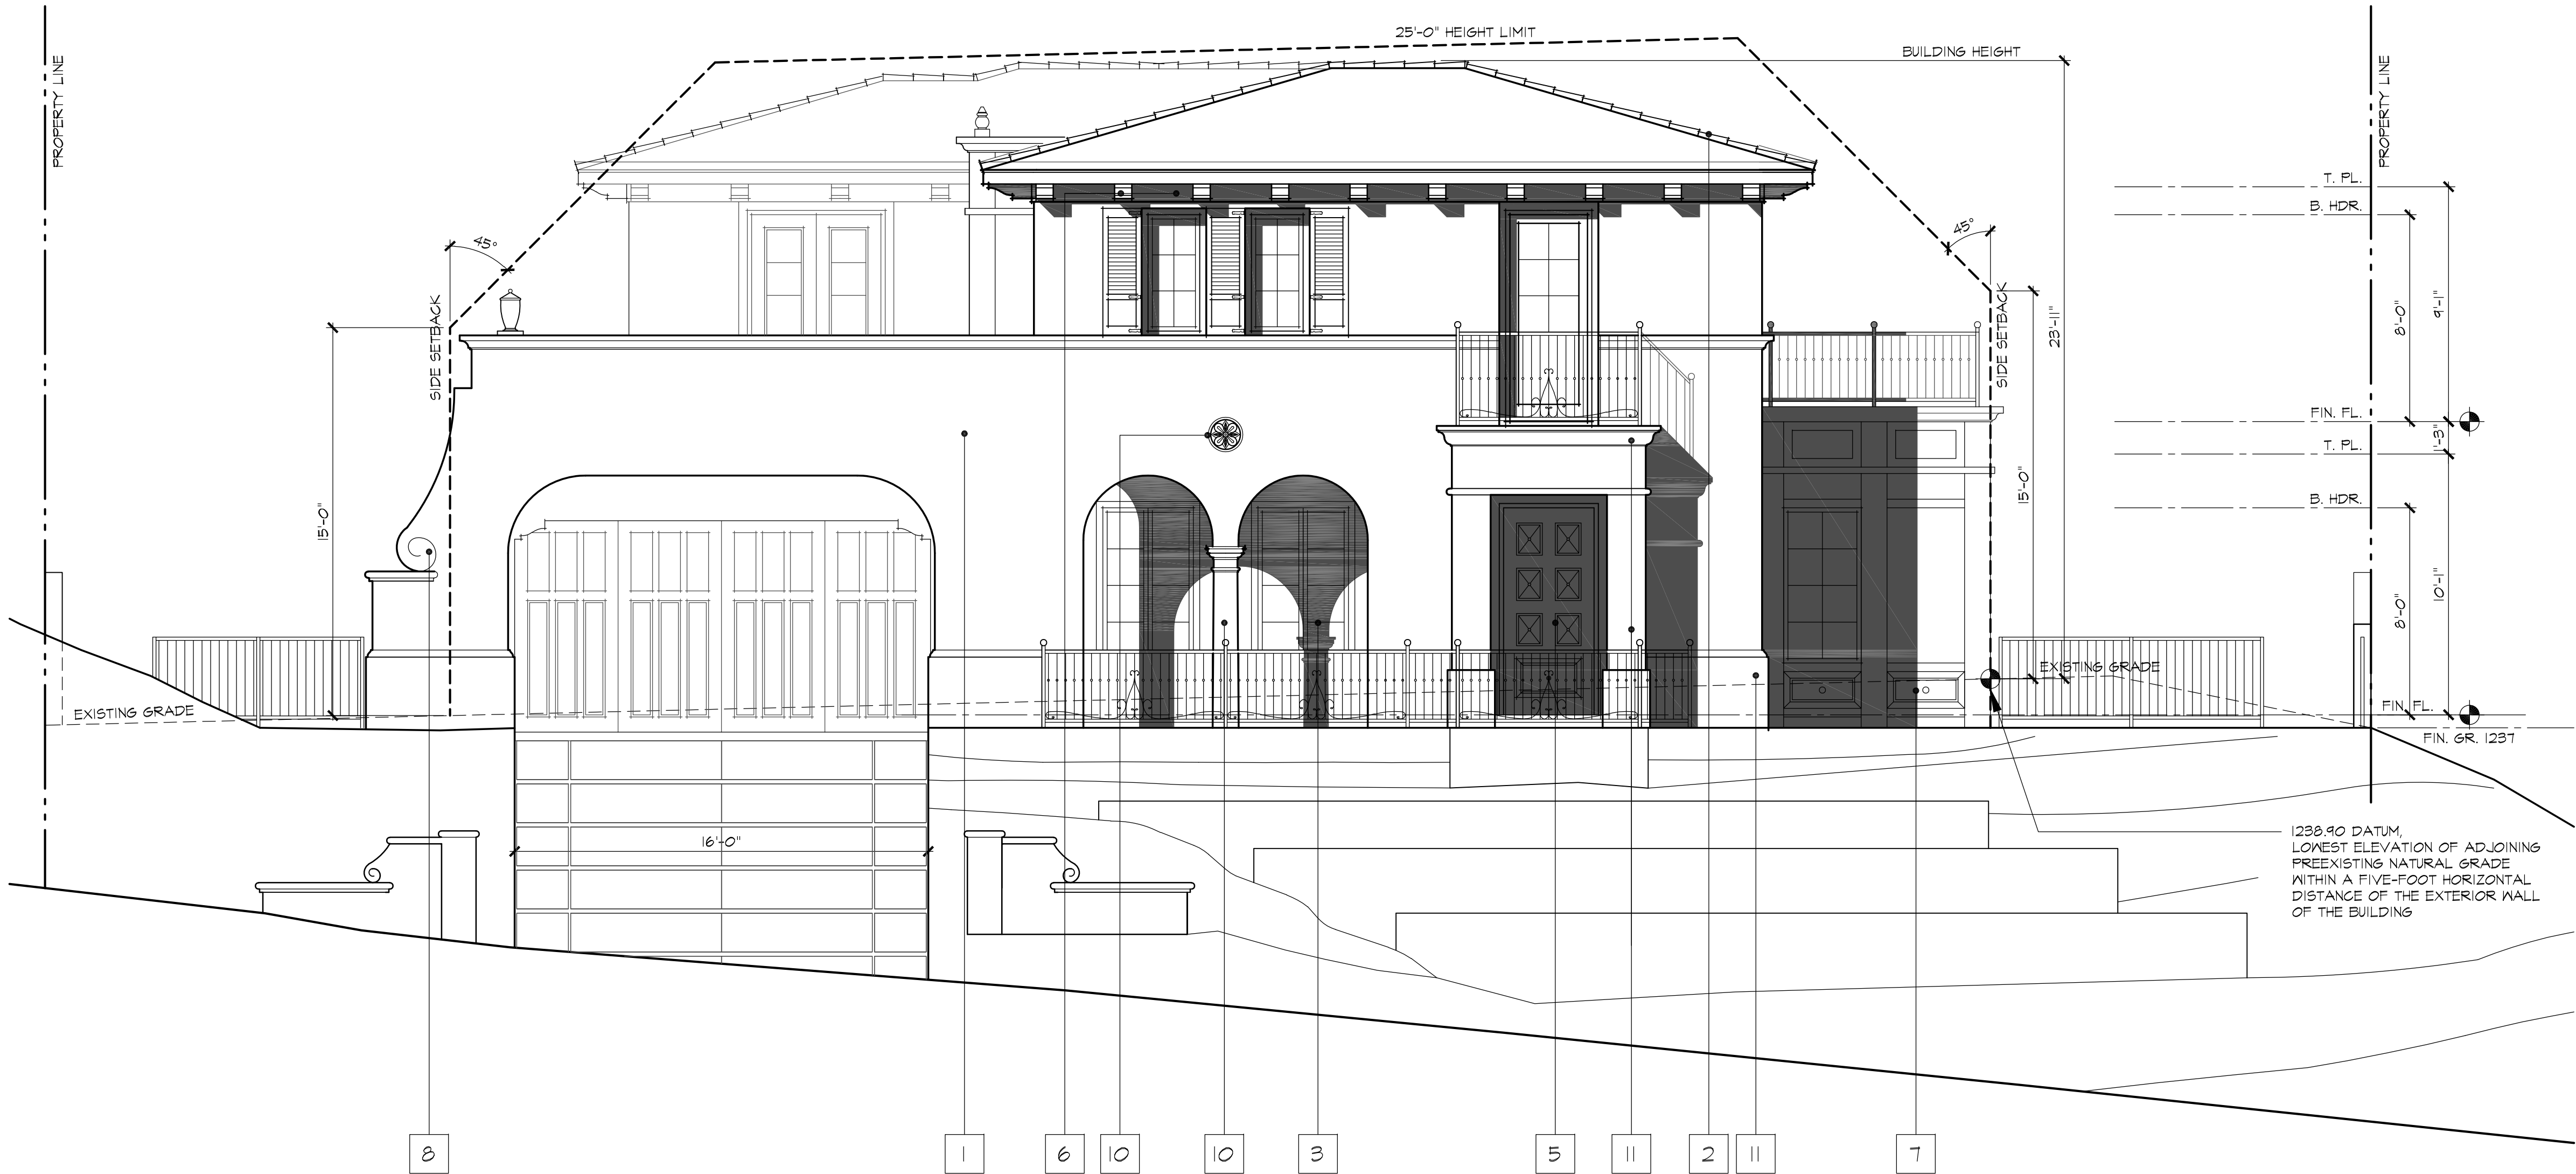 25'-0" HEIGHT LIMIT
BUILDING HEIGHT
PROPERTY LINE
PROPERTY LINE
T. PL.
B. HDR.
45°
45°
SIDE SETBACK
SIDE SETBACK
23'-11"
8'-0"
9'-1"
FIN. FL.
1'-3"
T. PL.
15'-0"
15'-0"
B. HDR.
10'-1"
8'-0"
EXISTING GRADE
EXISTING GRADE
FIN. FL.
FIN. GR. 1237
16'-0"
1238.90 DATUM,
LOWEST ELEVATION OF ADJOINING
PREEXISTING NATURAL GRADE
WITHIN A FIVE-FOOT HORIZONTAL
DISTANCE OF THE EXTERIOR WALL
OF THE BUILDING
8 1 6 10 10 3 5 11 2 11 7